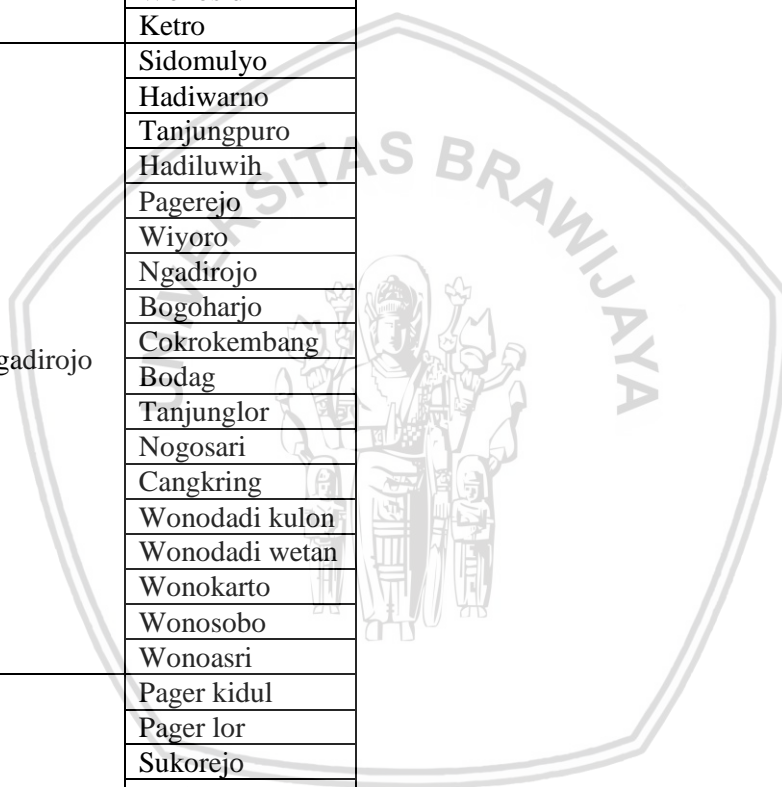 Ketro
Sidomulyo
Hadiwarno
Tanjungpuro
Hadiluwih
Pagerejo
Wiyoro
Ngadirojo
Bogoharjo
gadirojo
Cokrokembang
Bodag
Tanjunglor
Nogosari
Cangkring
Wonodadi kulon
Wonodadi wetan
Wonokarto
Wonosobo
Wonoasri
Pager kidul
Pager lor
Sukorejo
UNIVERSITAS BRAWIJAYA